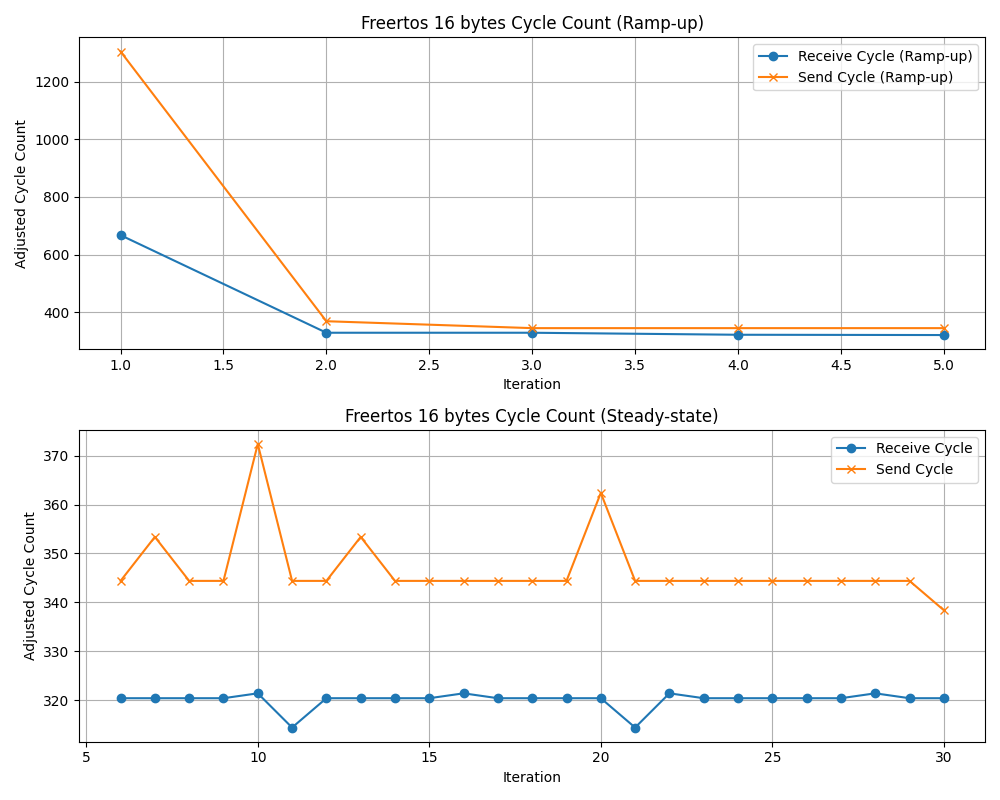 Freertos 16 bytes Cycle Count (Ramp-up)
Receive Cycle (Ramp-up)
Send Cycle (Ramp-up)
1200
1000
800
600
400
Adjusted Cycle Count
1.0 1.5 2.0 2.5 3.0 3.5 4.0 4.5 5.0
Iteration
Freertos 16 bytes Cycle Count (Steady-state)
Receive Cycle
Send Cycle
370
360
350
340
330
320
Adjusted Cycle Count
5 10 15 20 25 30
Iteration